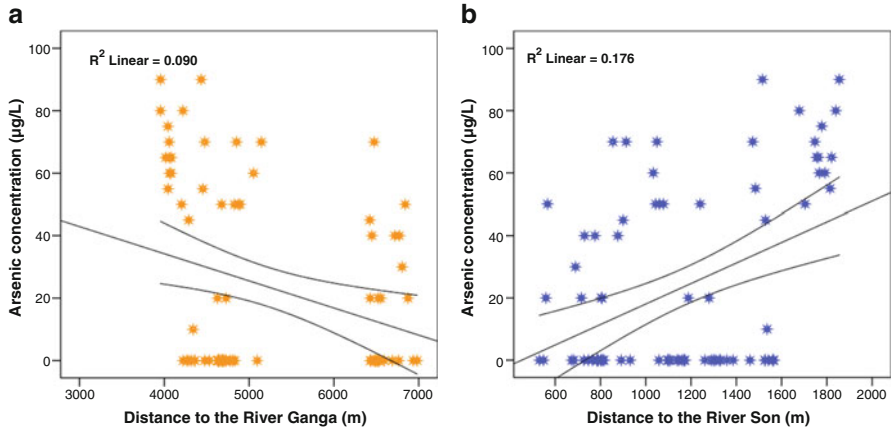 a
R² Linear = 0.090
Arsenic concentration (µg/L)
100
80
60
40
20
0
3000 4000 5000 6000 7000
Distance to the River Ganga (m)
b
R² Linear = 0.176
Arsenic concentration (µg/L)
100
80
60
40
20
0
600 800 1000 1200 1400 1600 1800 2000
Distance to the River Son (m)